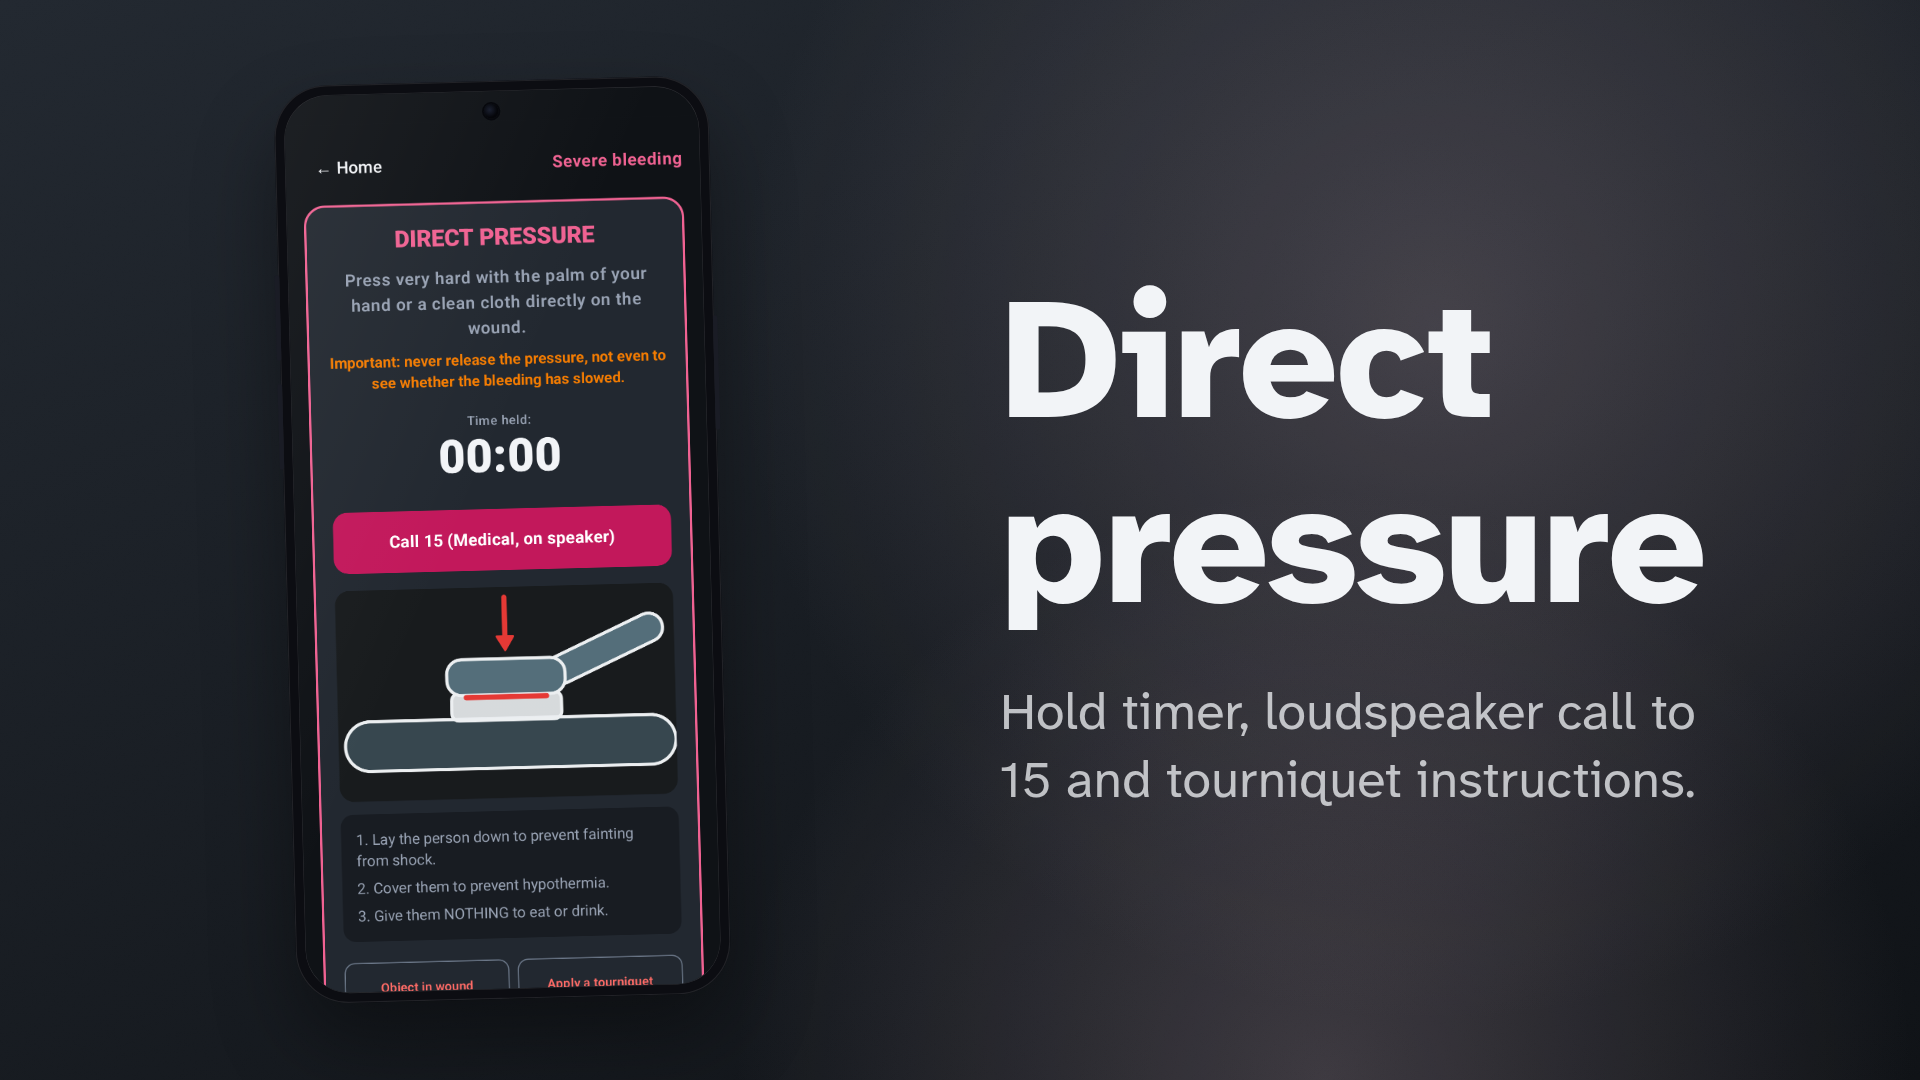 ← Home
Severe bleeding
DIRECT PRESSURE
Press very hard with the palm of your
hand or a clean cloth directly on the
wound.
Important: never release the pressure, not even to
see whether the bleeding has slowed.
Time held:
00:00
Call 15 (Medical, on speaker)
1. Lay the person down to prevent fainting
from shock.
2. Cover them to prevent hypothermia.
3. Give them NOTHING to eat or drink.
Object in wound
Apply a tourniquet
Direct
pressure
Hold timer, loudspeaker call to
15 and tourniquet instructions.